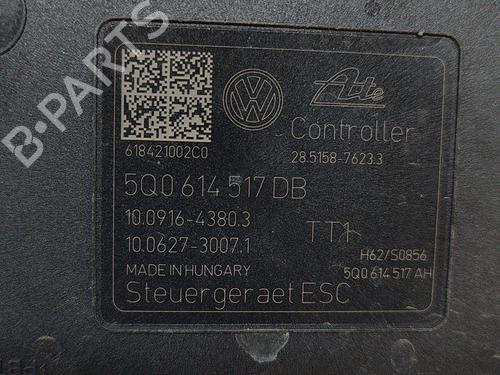 B-PARTS
Ate
Controller
618421002C0
28.5158-7623.3
5Q0 614 517 DB
10.0916-4380.3
TT1
10.0627-3007.1
H62/S0856
MADE IN HUNGARY
5Q0 614 517 AH
Steuergeraet ESC